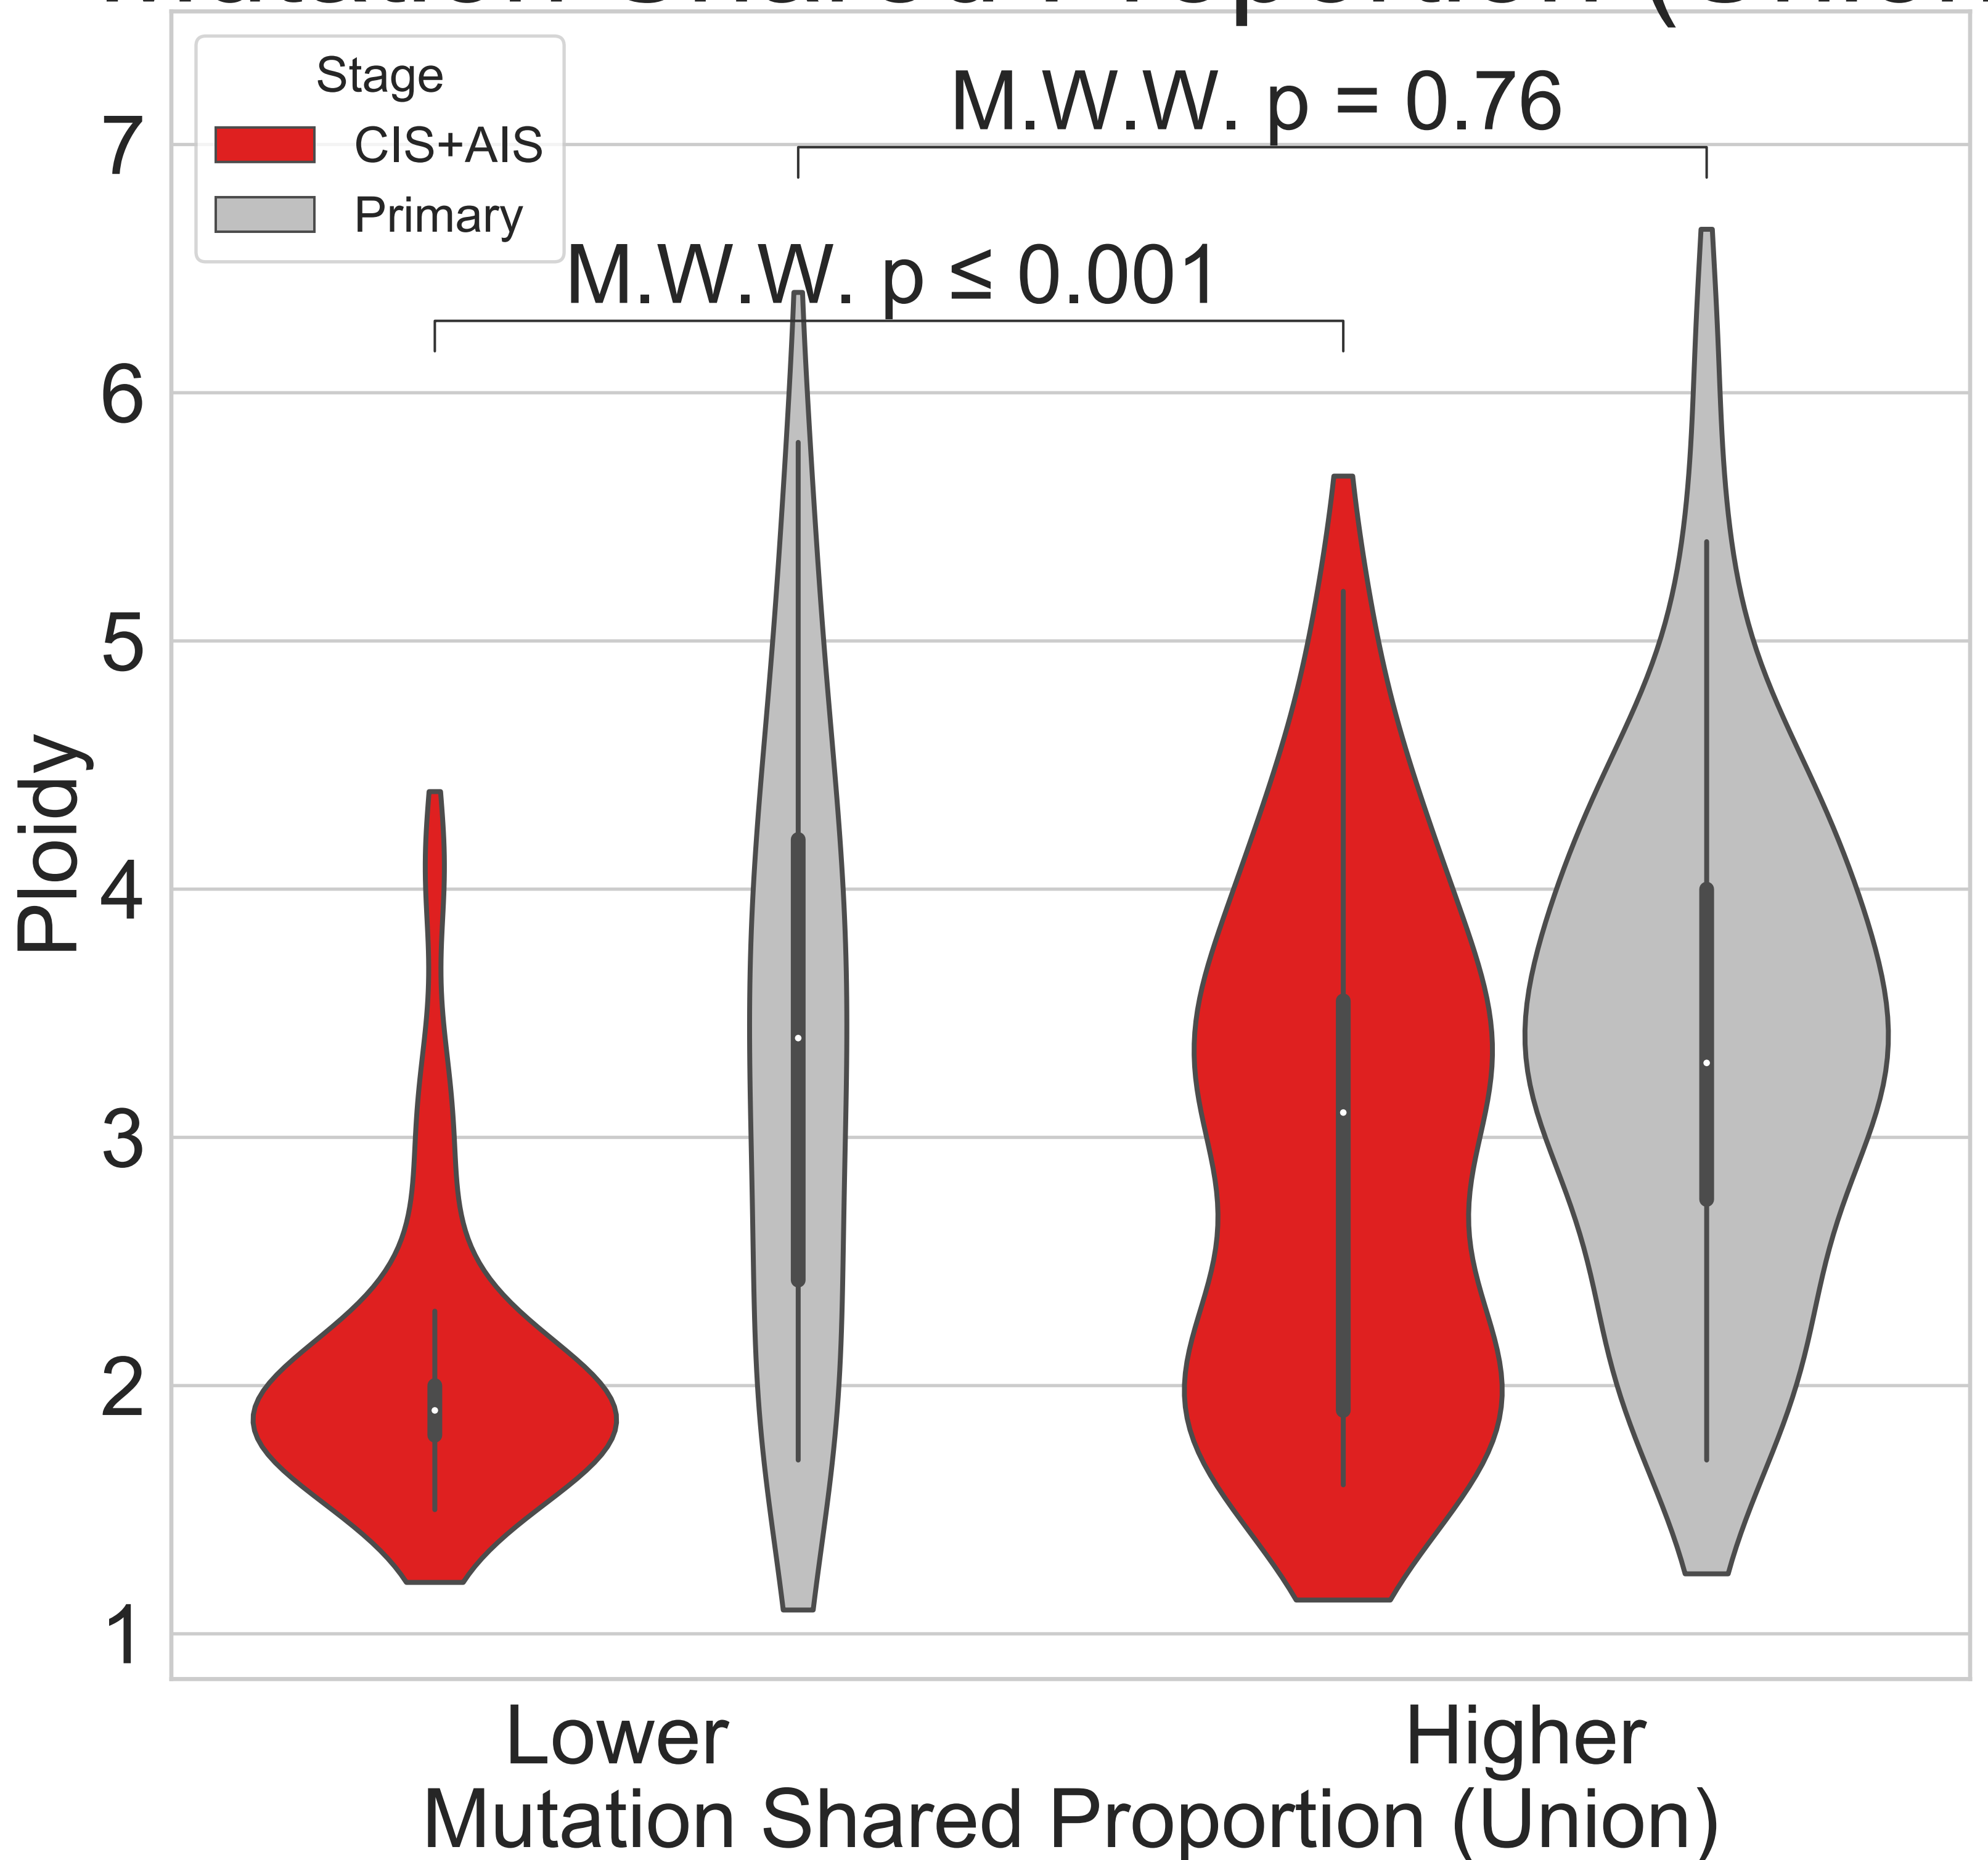 Stage
CIS+AIS
Primary
M.W.W. p = 0.76
M.W.W. p ≤ 0.001
7
6
5
4
3
2
1
Ploidy
Lower
Higher
Mutation Shared Proportion (Union)